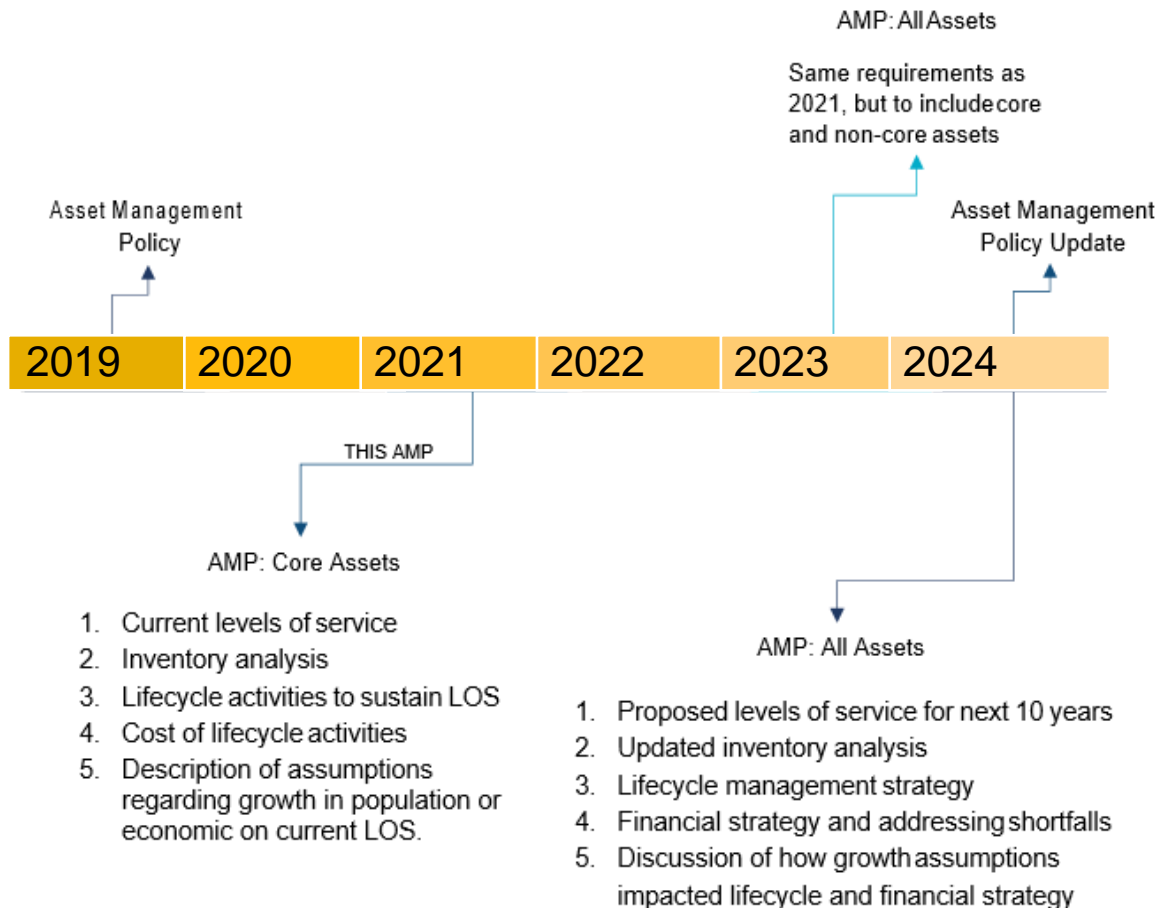 AMP: All Assets
Same requirements as
2021, but to include core
and non-core assets
Asset Management
Policy
Asset Management
Policy Update
2019
2020
2021
2022
2023
2024
THIS AMP
AMP: Core Assets
1. Current levels of service
2. Inventory analysis
3. Lifecycle activities to sustain LOS
4. Cost of lifecycle activities
5. Description of assumptions
regarding growth in population or
economic on current LOS.
AMP: All Assets
1. Proposed levels of service for next 10 years
2. Updated inventory analysis
3. Lifecycle management strategy
4. Financial strategy and addressing shortfalls
5. Discussion of how growth assumptions
impacted lifecycle and financial strategy